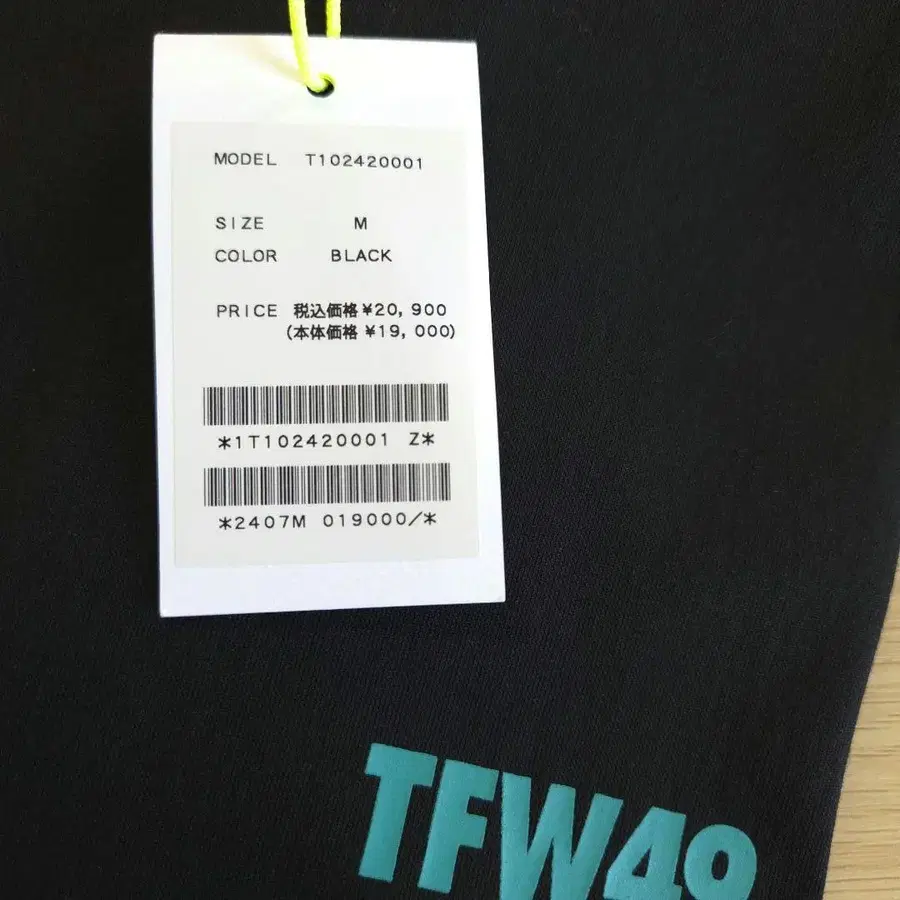 MODEL T102420001
SIZE M
COLOR BLACK
PRICE 税込価格 ¥20,900
(本体価格 ¥19,000)
*1T102420001 Z*
*2407M 019000/*
TFW49